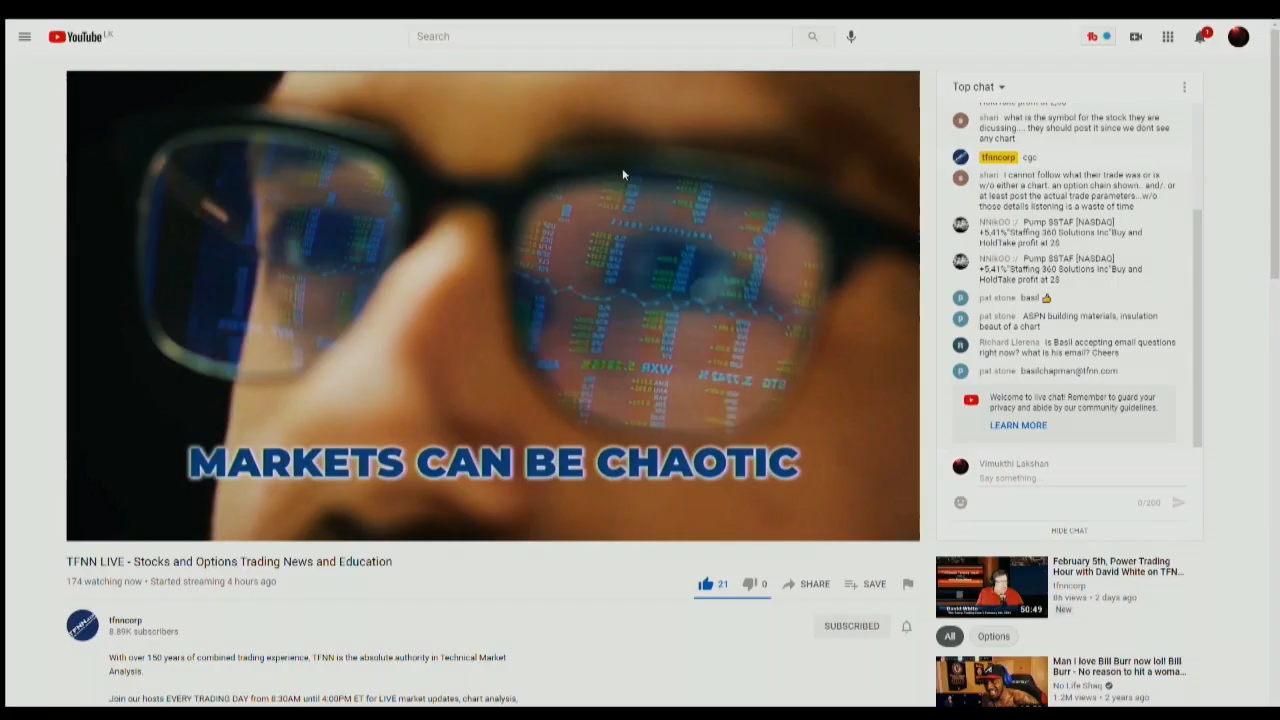 YouTube LK
Search
1
Top chat
shari what is the symbol for the stock they are
dicussing.... they should post it since we dont see
any chart
tfnncorp cgc
shari I cannot follow what their trade was or is
w/o either a chart. an option chain shown.. and/. or
at least post the actual trade parameters...w/o
those details listening is a waste of time
NNikOO :/ Pump $STAF [NASDAQ]
+5,41%"Staffing 360 Solutions Inc"Buy and
HoldTake profit at 2$
NNikOO :/ Pump $STAF [NASDAQ]
+5,41%"Staffing 360 Solutions Inc"Buy and
HoldTake profit at 2$
pat stone basil 👍
pat stone ASPN building materials, insulation
beaut of a chart
Richard Llerena Is Basil accepting email questions
right now? what is his email? Cheers
pat stone basilchapman@tfnn.com
Welcome to live chat! Remember to guard your
privacy and abide by our community guidelines.
LEARN MORE
Vimukthi Lakshan
Say something...
0/200
HIDE CHAT
MARKETS CAN BE CHAOTIC
TFNN LIVE - Stocks and Options Trading News and Education
174 watching now • Started streaming 4 hours ago
21
0
SHARE
SAVE
tfnncorp
8.89K subscribers
SUBSCRIBED
With over 150 years of combined trading experience, TFNN is the absolute authority in Technical Market
Analysis.
Join our hosts EVERY TRADING DAY from 8:30AM until 4:00PM ET for LIVE market updates, chart analysis,
David White
50:49
February 5th, Power Trading
Hour with David White on TFN...
tfnncorp
86 views • 2 days ago
New
All
Options
Man I love Bill Burr now lol! Bill
Burr - No reason to hit a woma...
No Life Shaq
1.2M views • 2 years ago